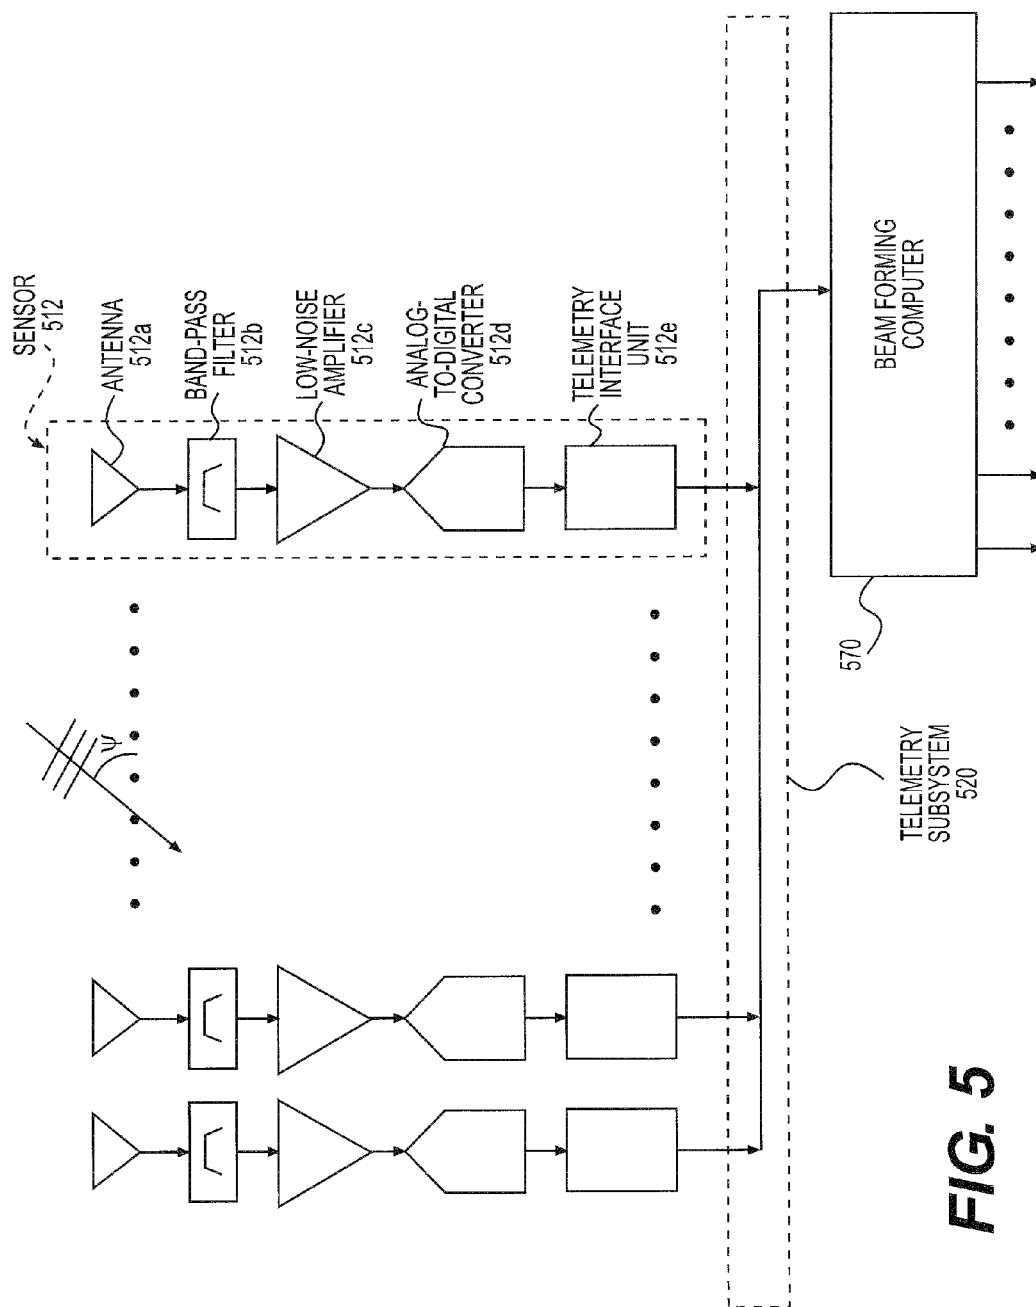 SENSOR
512
ANTENNA
512a
BAND-PASS
FILTER
512b
LOW-NOISE
AMPLIFIER
512c
ANALOG-
TO-DIGITAL
CONVERTER
512d
TELEMETRY
INTERFACE
UNIT
512e
ψ
BEAM FORMING
COMPUTER
570
TELEMETRY
SUBSYSTEM
520
FIG. 5